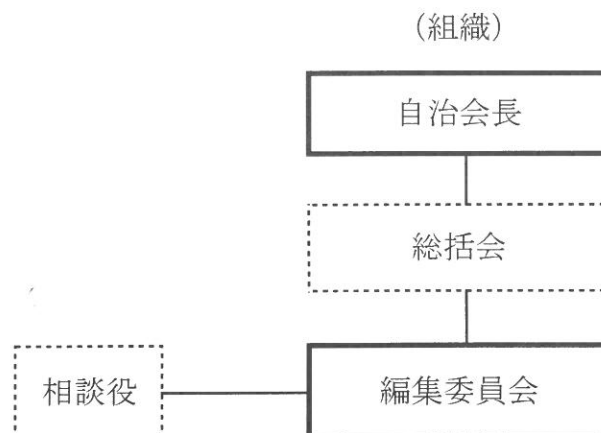 (組織)
自治会長
総括会
相談役
編集委員会